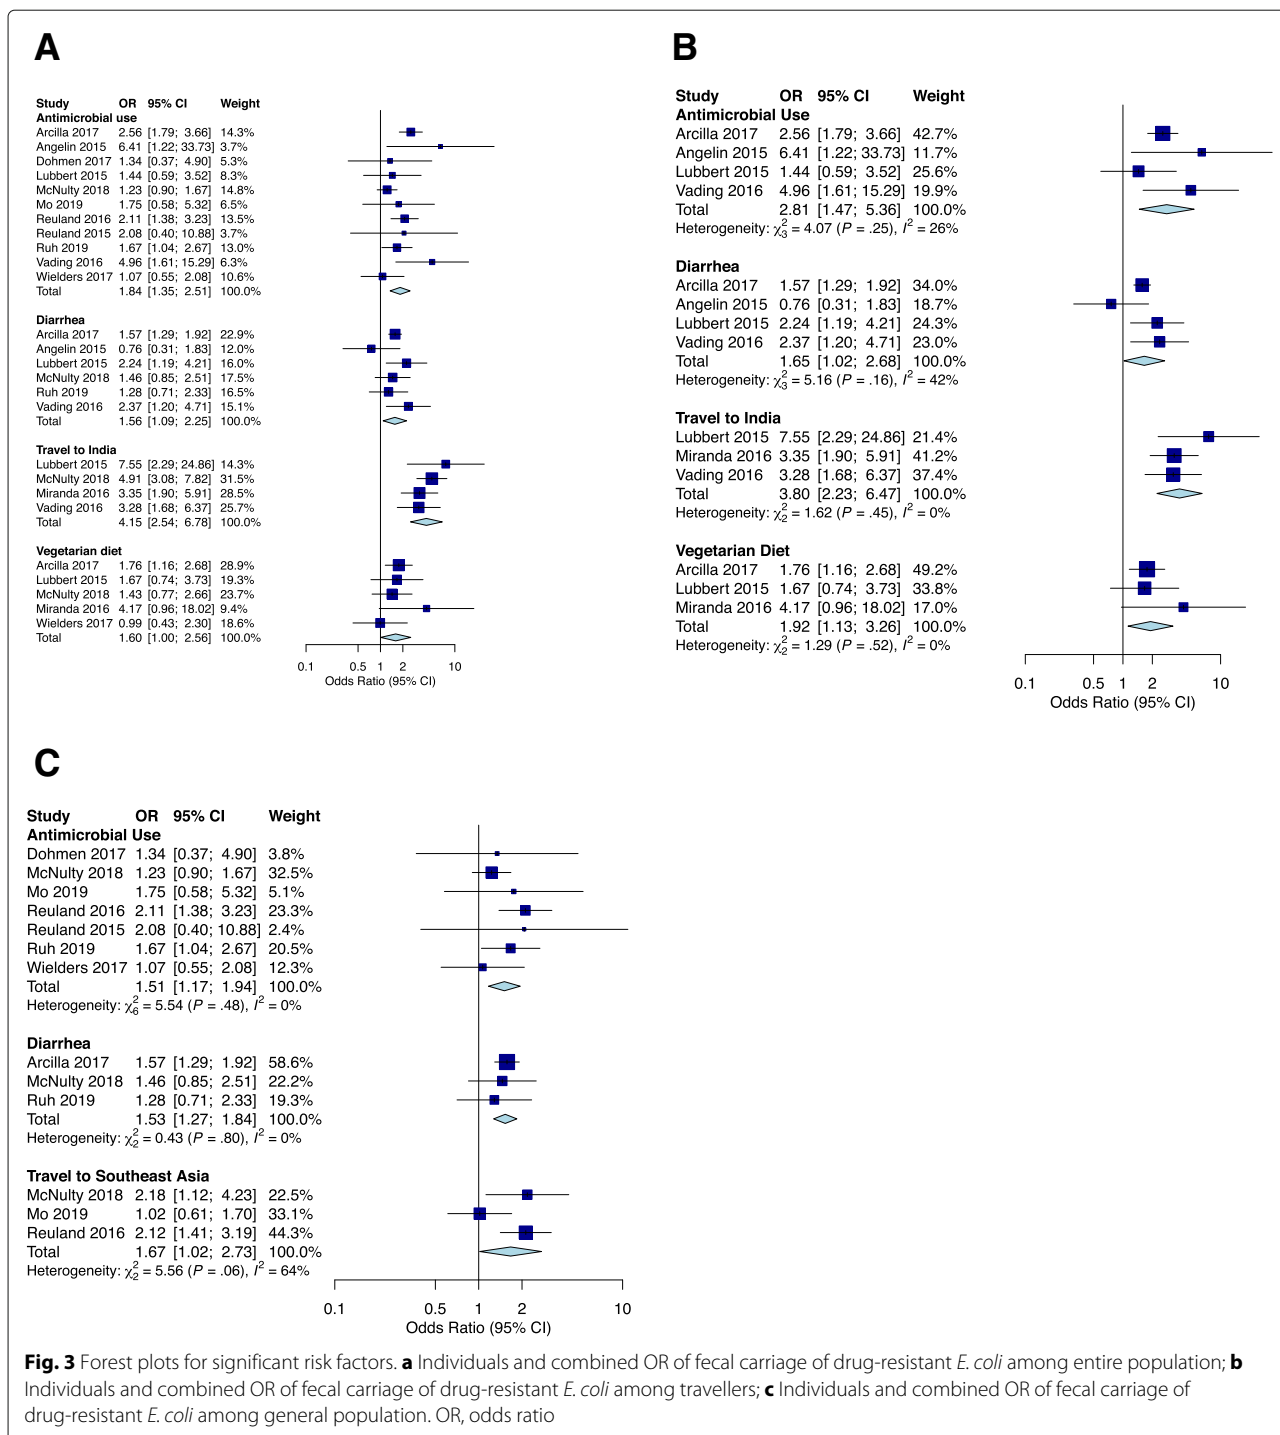 A
Study OR 95% CI Weight
Antimicrobial use
Arcilla 2017 2.56 [1.79; 3.66] 14.3%
Angelin 2015 6.41 [1.22; 33.73] 3.7%
Dohmen 2017 1.34 [0.37; 4.90] 5.3%
Lubbert 2015 1.44 [0.59; 3.52] 8.3%
McNulty 2018 1.23 [0.90; 1.67] 14.8%
Mo 2019 1.75 [0.58; 5.32] 6.5%
Reuland 2016 2.11 [1.38; 3.23] 13.5%
Reuland 2015 2.08 [0.40; 10.88] 3.7%
Ruh 2019 1.67 [1.04; 2.67] 13.0%
Vading 2016 4.96 [1.61; 15.29] 6.3%
Wielders 2017 1.07 [0.55; 2.08] 10.6%
Total 1.84 [1.35; 2.51] 100.0%
Diarrhea
Arcilla 2017 1.57 [1.29; 1.92] 22.9%
Angelin 2015 0.76 [0.31; 1.83] 12.0%
Lubbert 2015 2.24 [1.19; 4.21] 16.0%
McNulty 2018 1.46 [0.85; 2.51] 17.5%
Ruh 2019 1.28 [0.71; 2.33] 16.5%
Vading 2016 2.37 [1.20; 4.71] 15.1%
Total 1.56 [1.09; 2.25] 100.0%
Travel to India
Lubbert 2015 7.55 [2.29; 24.86] 14.3%
McNulty 2018 4.91 [3.08; 7.82] 31.5%
Miranda 2016 3.35 [1.90; 5.91] 28.5%
Vading 2016 3.28 [1.68; 6.37] 25.7%
Total 4.15 [2.54; 6.78] 100.0%
Vegetarian diet
Arcilla 2017 1.76 [1.16; 2.68] 28.9%
Lubbert 2015 1.67 [0.74; 3.73] 19.3%
McNulty 2018 1.43 [0.77; 2.66] 23.7%
Miranda 2016 4.17 [0.96; 18.02] 9.4%
Wielders 2017 0.99 [0.43; 2.30] 18.6%
Total 1.60 [1.00; 2.56] 100.0%
0.1 0.5 1 2 10
Odds Ratio (95% CI)
B
Study OR 95% CI Weight
Antimicrobial Use
Arcilla 2017 2.56 [1.79; 3.66] 42.7%
Angelin 2015 6.41 [1.22; 33.73] 11.7%
Lubbert 2015 1.44 [0.59; 3.52] 25.6%
Vading 2016 4.96 [1.61; 15.29] 19.9%
Total 2.81 [1.47; 5.36] 100.0%
Heterogeneity: χ²₃ = 4.07 (P = .25), I² = 26%
Diarrhea
Arcilla 2017 1.57 [1.29; 1.92] 34.0%
Angelin 2015 0.76 [0.31; 1.83] 18.7%
Lubbert 2015 2.24 [1.19; 4.21] 24.3%
Vading 2016 2.37 [1.20; 4.71] 23.0%
Total 1.65 [1.02; 2.68] 100.0%
Heterogeneity: χ²₃ = 5.16 (P = .16), I² = 42%
Travel to India
Lubbert 2015 7.55 [2.29; 24.86] 21.4%
Miranda 2016 3.35 [1.90; 5.91] 41.2%
Vading 2016 3.28 [1.68; 6.37] 37.4%
Total 3.80 [2.23; 6.47] 100.0%
Heterogeneity: χ²₂ = 1.62 (P = .45), I² = 0%
Vegetarian Diet
Arcilla 2017 1.76 [1.16; 2.68] 49.2%
Lubbert 2015 1.67 [0.74; 3.73] 33.8%
Miranda 2016 4.17 [0.96; 18.02] 17.0%
Total 1.92 [1.13; 3.26] 100.0%
Heterogeneity: χ²₂ = 1.29 (P = .52), I² = 0%
0.1 0.5 1 2 10
Odds Ratio (95% CI)
C
Study OR 95% CI Weight
Antimicrobial Use
Dohmen 2017 1.34 [0.37; 4.90] 3.8%
McNulty 2018 1.23 [0.90; 1.67] 32.5%
Mo 2019 1.75 [0.58; 5.32] 5.1%
Reuland 2016 2.11 [1.38; 3.23] 23.3%
Reuland 2015 2.08 [0.40; 10.88] 2.4%
Ruh 2019 1.67 [1.04; 2.67] 20.5%
Wielders 2017 1.07 [0.55; 2.08] 12.3%
Total 1.51 [1.17; 1.94] 100.0%
Heterogeneity: χ²₆ = 5.54 (P = .48), I² = 0%
Diarrhea
Arcilla 2017 1.57 [1.29; 1.92] 58.6%
McNulty 2018 1.46 [0.85; 2.51] 22.2%
Ruh 2019 1.28 [0.71; 2.33] 19.3%
Total 1.53 [1.27; 1.84] 100.0%
Heterogeneity: χ²₂ = 0.43 (P = .80), I² = 0%
Travel to Southeast Asia
McNulty 2018 2.18 [1.12; 4.23] 22.5%
Mo 2019 1.02 [0.61; 1.70] 33.1%
Reuland 2016 2.12 [1.41; 3.19] 44.3%
Total 1.67 [1.02; 2.73] 100.0%
Heterogeneity: χ²₂ = 5.56 (P = .06), I² = 64%
0.1 0.5 1 2 10
Odds Ratio (95% CI)
Fig. 3 Forest plots for significant risk factors. a Individuals and combined OR of fecal carriage of drug-resistant E. coli among entire population; b
Individuals and combined OR of fecal carriage of drug-resistant E. coli among travellers; c Individuals and combined OR of fecal carriage of
drug-resistant E. coli among general population. OR, odds ratio